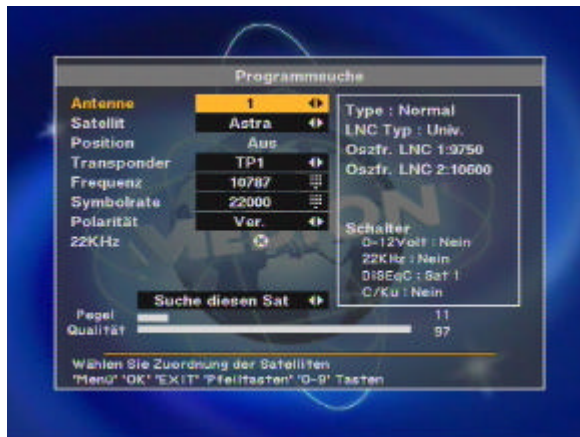 Programmsuche
Antenne 1
Satellit Astra
Position Aus
Transponder TP1
Frequenz 10787
Symbolrate 22000
Polarität Ver.
22KHz
Type : Normal
LNC Typ : Univ.
Oszfr. LNC 1:9750
Oszfr. LNC 2:10600
Schalter
0-12Volt : Nein
22KHz : Nein
DiSEqC : Sat 1
C/Ku : Nein
Suche diesen Sat
Pegel 11
Qualität 97
Wählen Sie Zuordnung der Satelliten
'Menü' 'OK' 'EXIT' 'Pfeiltasten' '0-9' Tasten
MEDION